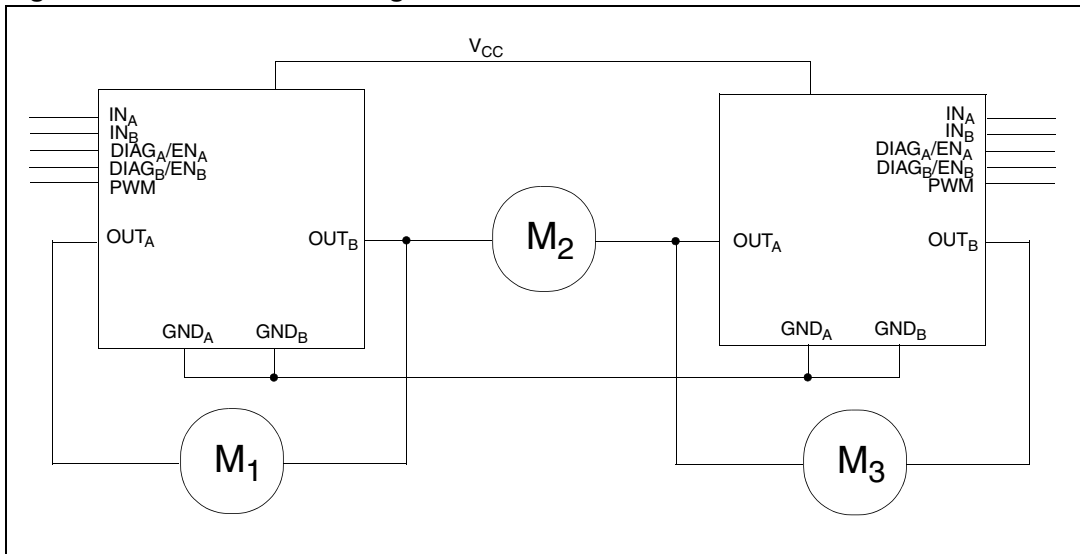 V_CC
IN_A
IN_B
DIAG_A/EN_A
DIAG_B/EN_B
PWM
OUT_A
OUT_B
GND_A GND_B
M_1
M_2
IN_A
IN_B
DIAG_A/EN_A
DIAG_B/EN_B
PWM
OUT_A
OUT_B
GND_A GND_B
M_3